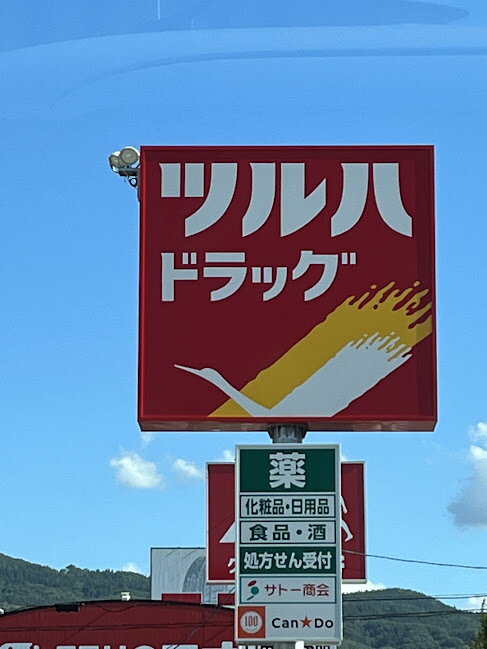 ツルハ
ドラッグ
薬
化粧品・日用品
食品・酒
処方せん受付
サトー商会
100 Can★Do